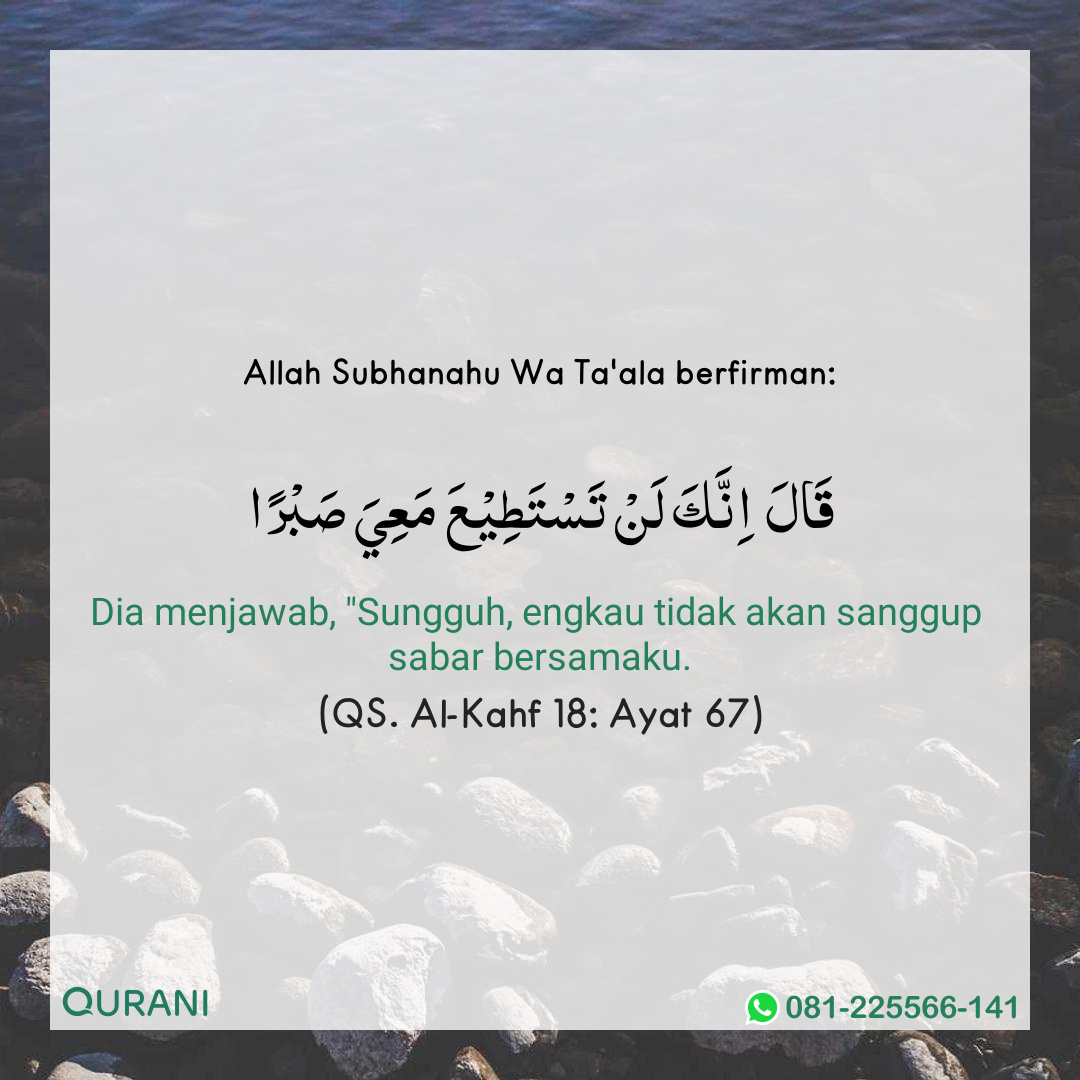 Allah Subhanahu Wa Ta'ala berfirman:
قَالَ اِنَّكَ لَنْ تَسْتَطِيْعَ مَعِيَ صَبْرًا
Dia menjawab, "Sungguh, engkau tidak akan sanggup
sabar bersamaku.
(QS. Al-Kahf 18: Ayat 67)
QURANI
081-225566-141